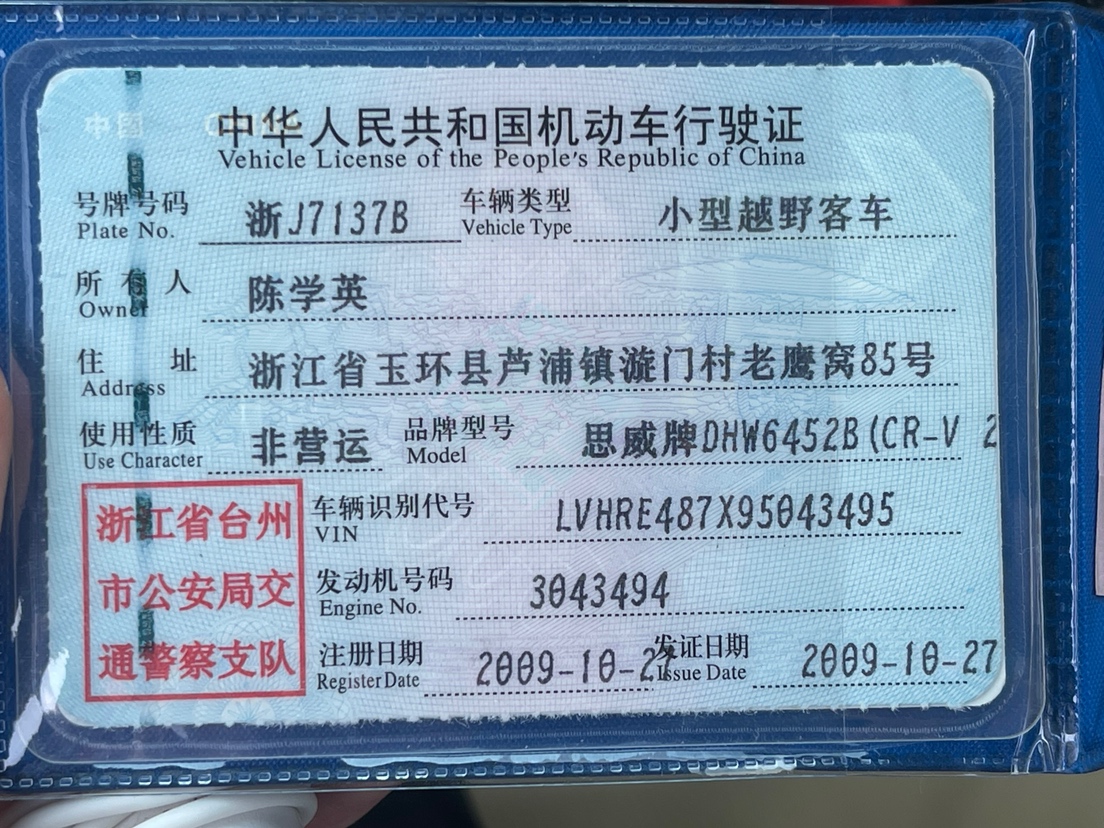 中华人民共和国机动车行驶证
Vehicle License of the People's Republic of China
号牌号码 浙J7137B 车辆类型 小型越野客车
Plate No. Vehicle Type
所有人 陈学英
Owner
住址 浙江省玉环县芦浦镇漩门村老鹰窝85号
Address
使用性质 非营运 品牌型号 思威牌DHW6452B(CR-V 2
Use Character Model
浙江省台州
市公安局交
通警察支队
车辆识别代号 LVHRE487X95043495
VIN
发动机号码 3043494
Engine No.
注册日期 2009-10-27 发证日期 2009-10-27
Register Date Issue Date